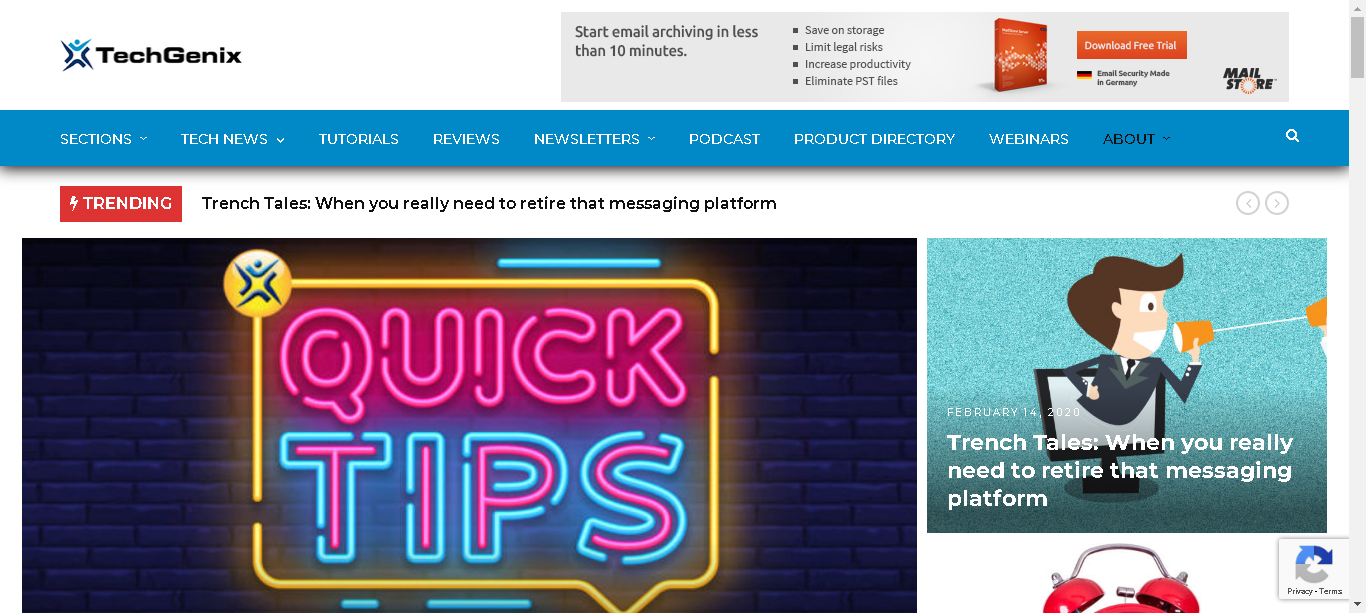 TechGenix
Start email archiving in less
than 10 minutes.
Save on storage
Limit legal risks
Increase productivity
Eliminate PST files
Download Free Trial
Email Security Made
in Germany
MAIL
STORE
SECTIONS
TECH NEWS
TUTORIALS
REVIEWS
NEWSLETTERS
PODCAST
PRODUCT DIRECTORY
WEBINARS
ABOUT
TRENDING
Trench Tales: When you really need to retire that messaging platform
QUICK
TIPS
FEBRUARY 14, 2020
Trench Tales: When you really
need to retire that messaging
platform
Privacy - Terms